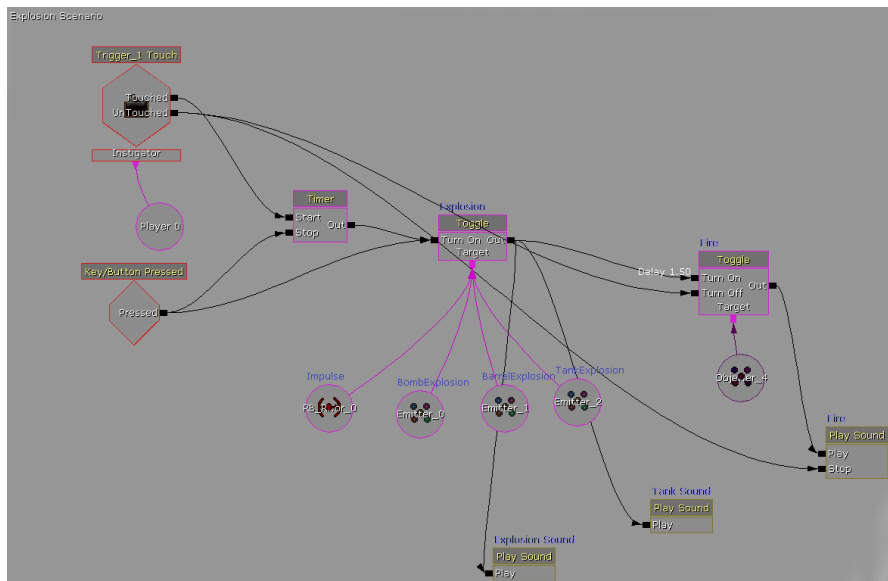 Explosion Scenario
Trigger_1 Touch
Touched
UnTouched
Instigator
Player 0
Timer
Start
Stop
Out
Key/Button Pressed
Pressed
Explosion
Toggle
Turn On
Out
Target
Fire
Toggle
Delay 1.50
Turn On
Turn Off
Out
Target
Impulse
BombExplosion
Emitter_0
BarrelExplosion
Emitter_1
TankExplosion
Emitter_2
Fire
Play Sound
Play
Stop
Tank Sound
Play Sound
Play
Explosion Sound
Play Sound
Play